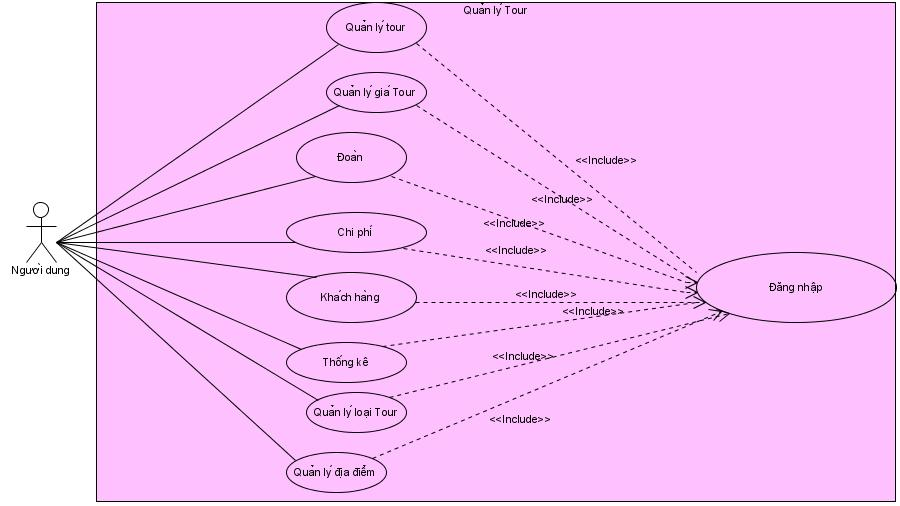 Quản lý Tour
Quản lý tour
Quản lý giá Tour
<<Include>>
Đoàn
<<Include>>
<<Include>>
Chi phí
<<Include>>
Người dung
Đăng nhập
Khách hàng
<<Include>>
<<Include>>
Thống kê
<<Include>>
Quản lý loại Tour
<<Include>>
Quản lý địa điểm